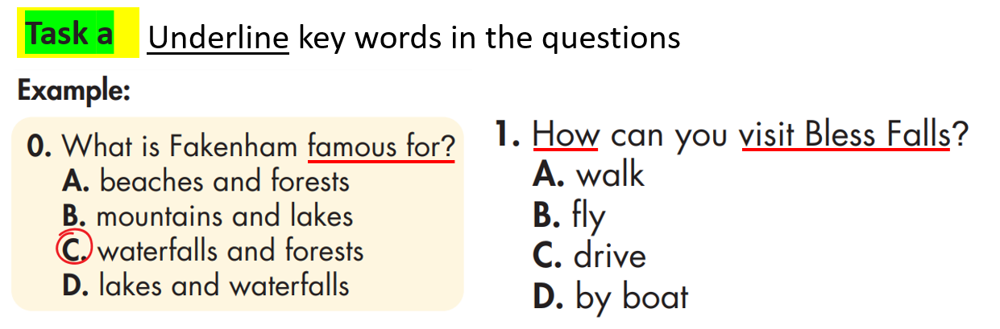 Task a Underline key words in the questions
Example:
0. What is Fakenham famous for?
A. beaches and forests
B. mountains and lakes
C. waterfalls and forests
D. lakes and waterfalls
1. How can you visit Bless Falls?
A. walk
B. fly
C. drive
D. by boat